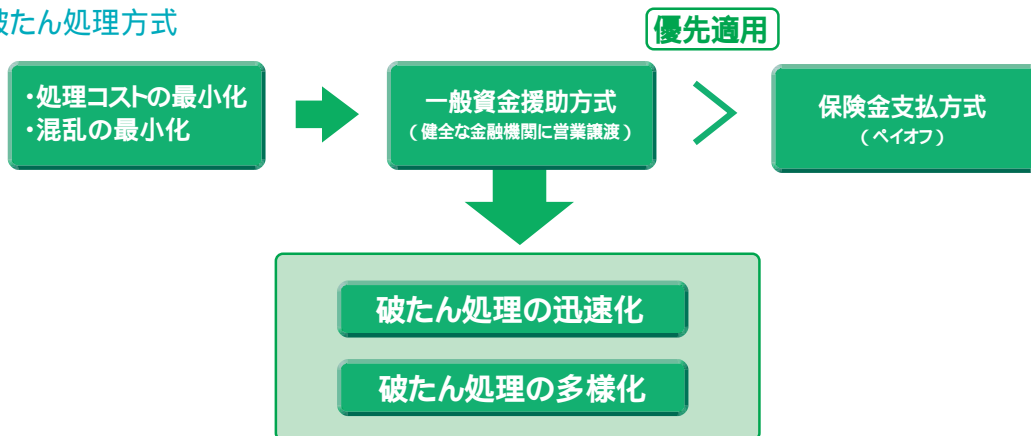 破たん処理方式
優先適用
・処理コストの最小化
・混乱の最小化
一般資金援助方式
（健全な金融機関に営業譲渡）
保険金支払方式
（ペイオフ）
破たん処理の迅速化
破たん処理の多様化